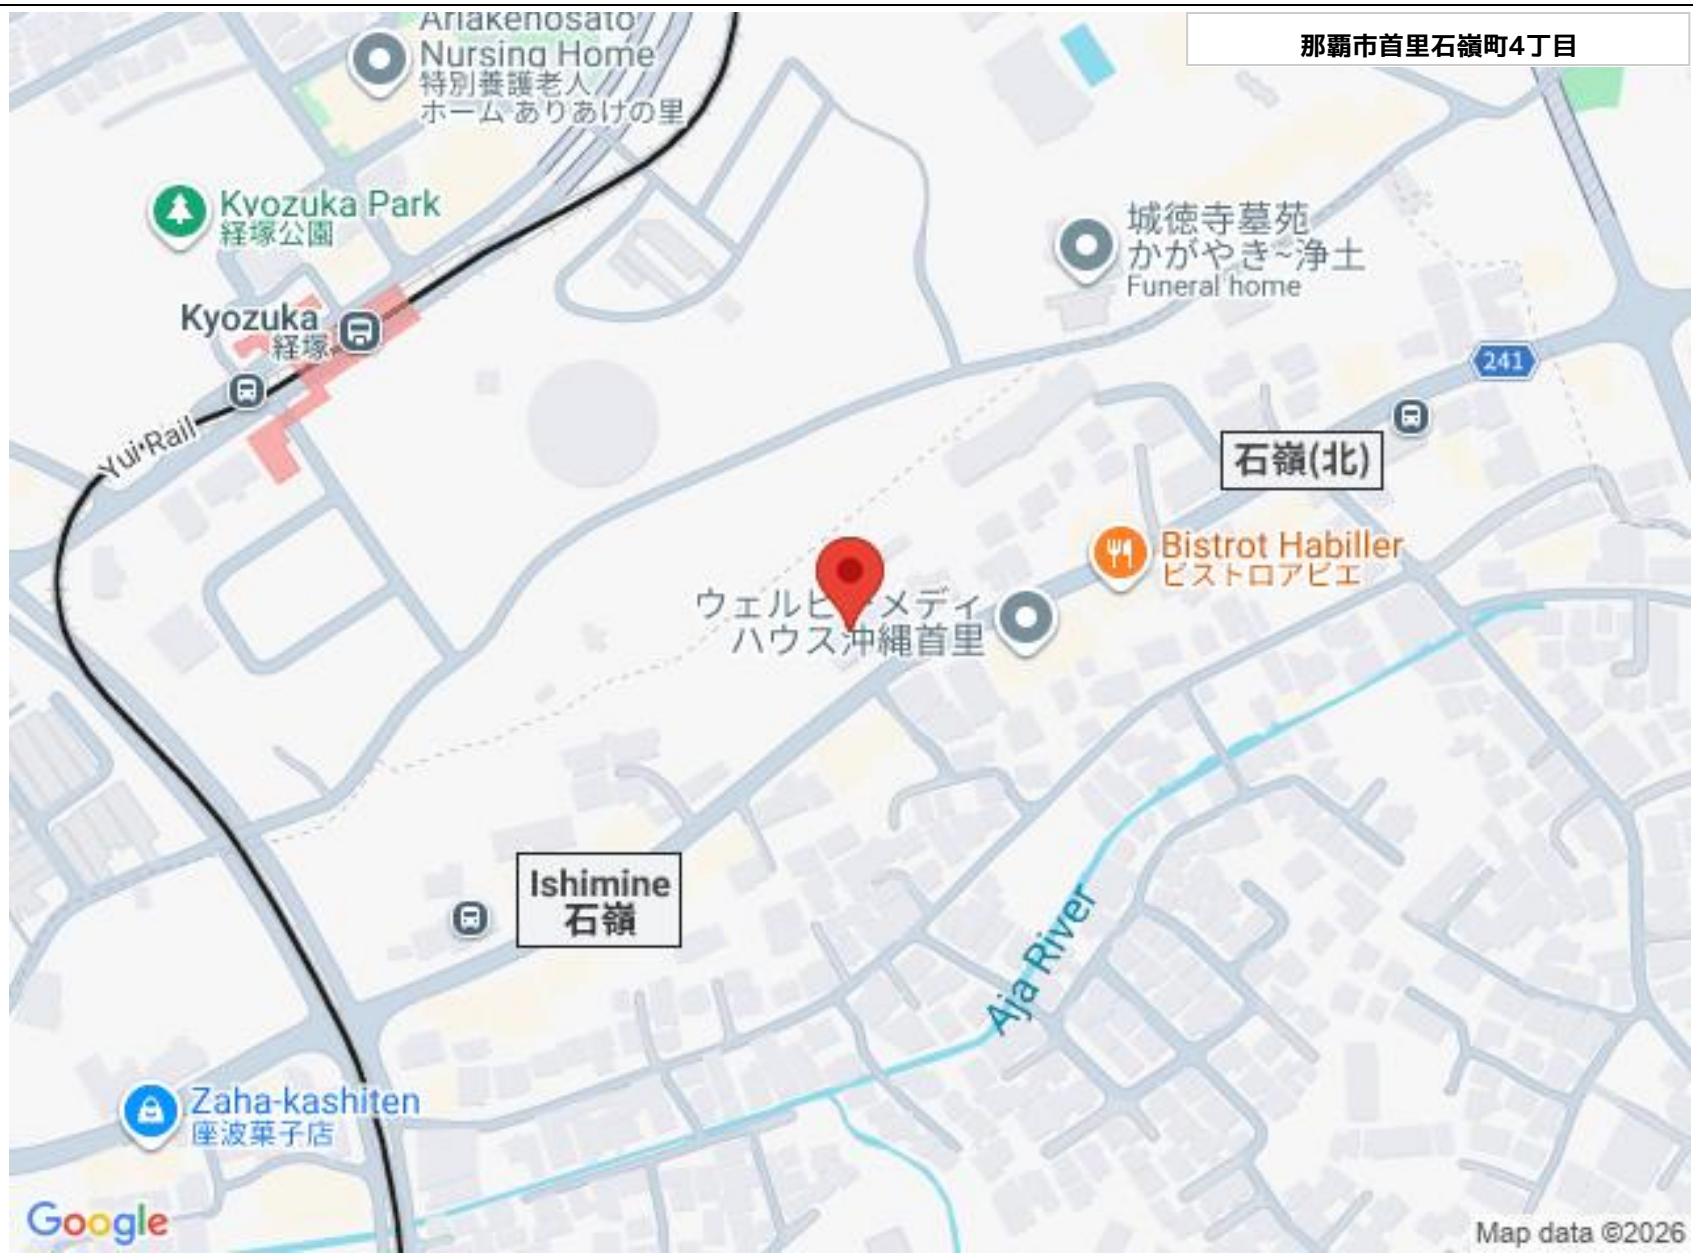 那覇市首里石嶺町4丁目
Ariakenosato
Nursing Home
特別養護老人
ホーム ありあけの里
Kyozuka Park
経塚公園
城徳寺墓苑
かがやき~浄土
Funeral home
Kyozuka
経塚
241
Yui Rail
石嶺(北)
Bistrot Habiller
ビストロアビエ
メディ
ハウス沖縄首里
Ishimine
石嶺
Aja River
Zaha-kashiten
座波菓子店
Google
Map data ©2026